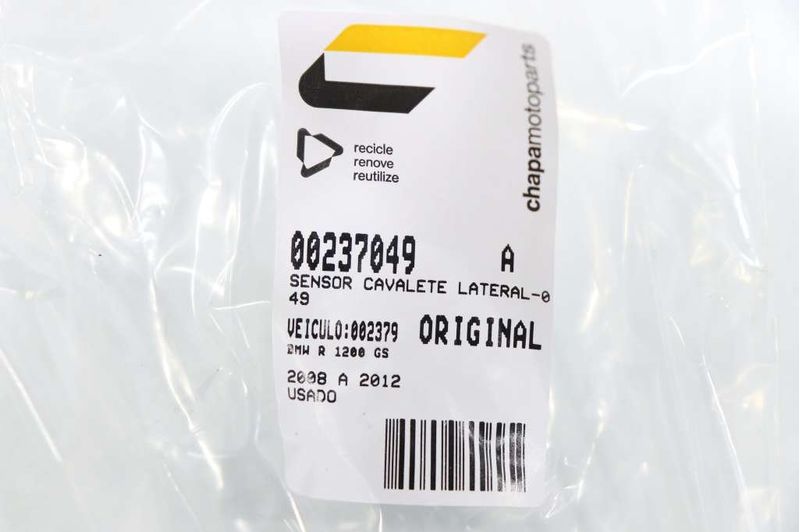 chapamotoparts
recicle
renove
reutilize
00237049 A
SENSOR CAVALETE LATERAL-0
49
VEICULO:002379 ORIGINAL
BMW R 1200 GS
2008 A 2012
USADO